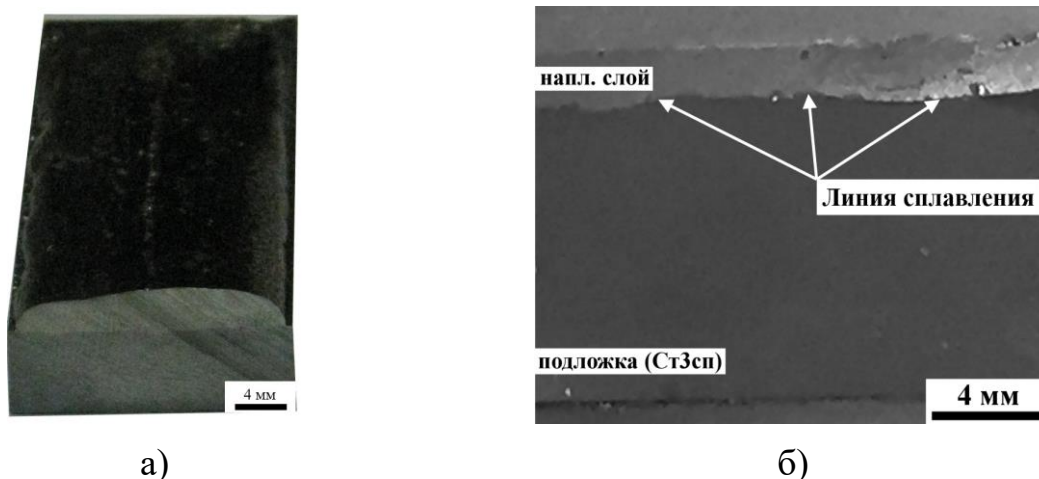 напл. слой
Линия сплавления
подложка (Ст3сп)
4 мм
4 мм
а)
б)